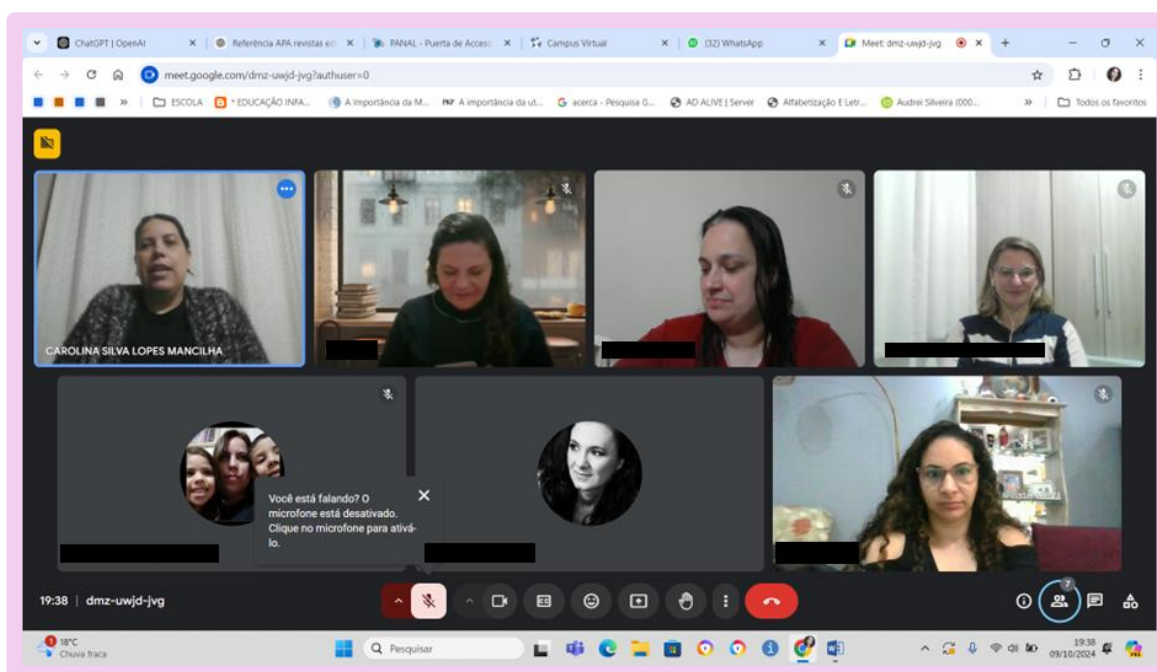 ChatGPT | OpenAI
Referência APA revistas
PANAL - Puerta de Acceso
Campus Virtual
(32) WhatsApp
Meet: dmz-uwjd-jvg
meet.google.com/dmz-uwjd-jvg?authuser=0
ESCOLA
* EDUCAÇÃO INFA...
A importância da M...
A importância da ut...
acerca - Pesquisa G...
AD ALIVE | Server
Alfabetização E Letr...
Audrei Silveira (000...
Todos os favoritos
CAROLINA SILVA LOPES MANCILHA
Você está falando? O
microfone está desativado.
Clique no microfone para ativá-
lo.
19:38 | dmz-uwjd-jvg
7
1
18°C
Chuva fraca
Pesquisar
19:38
09/10/2024